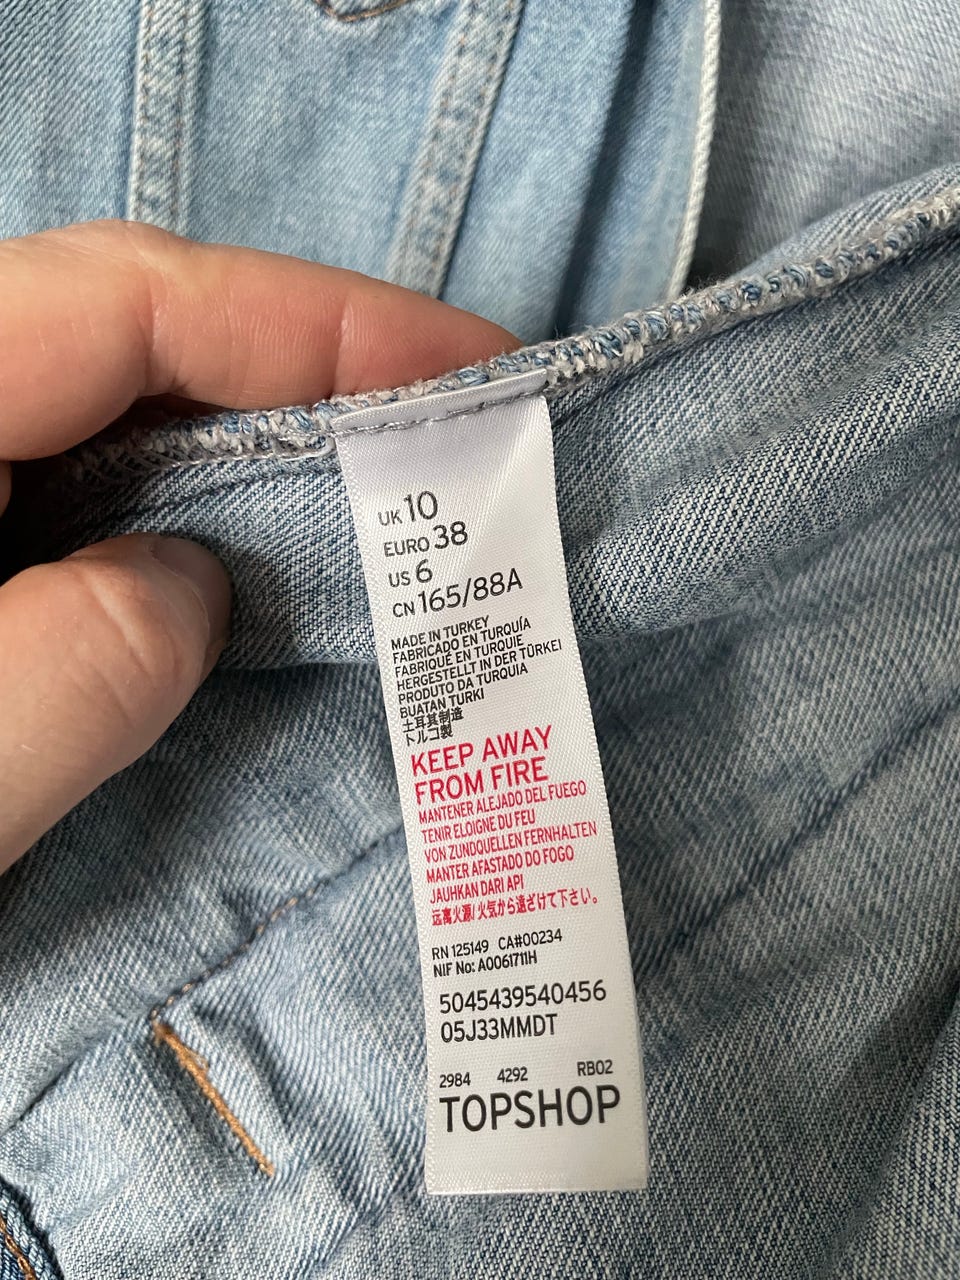 UK 10
EURO 38
US 6
CN 165/88A
MADE IN TURKEY
FABRICADO EN TURQUÍA
FABRIQUÉ EN TURQUIE
HERGESTELLT IN DER TÜRKEI
PRODUTO DA TURQUIA
BUATAN TURKI
土耳其制造
トルコ製
KEEP AWAY
FROM FIRE
MANTENER ALEJADO DEL FUEGO
TENIR ELOIGNE DU FEU
VON ZUNDQUELLEN FERNHALTEN
MANTER AFASTADO DO FOGO
JAUHKAN DARI API
远离火源/火気から遠ざけて下さい。
RN 125149 CA#00234
NIF No: A0061711H
5045439540456
05J33MMDT
2984 4292 RB02
TOPSHOP